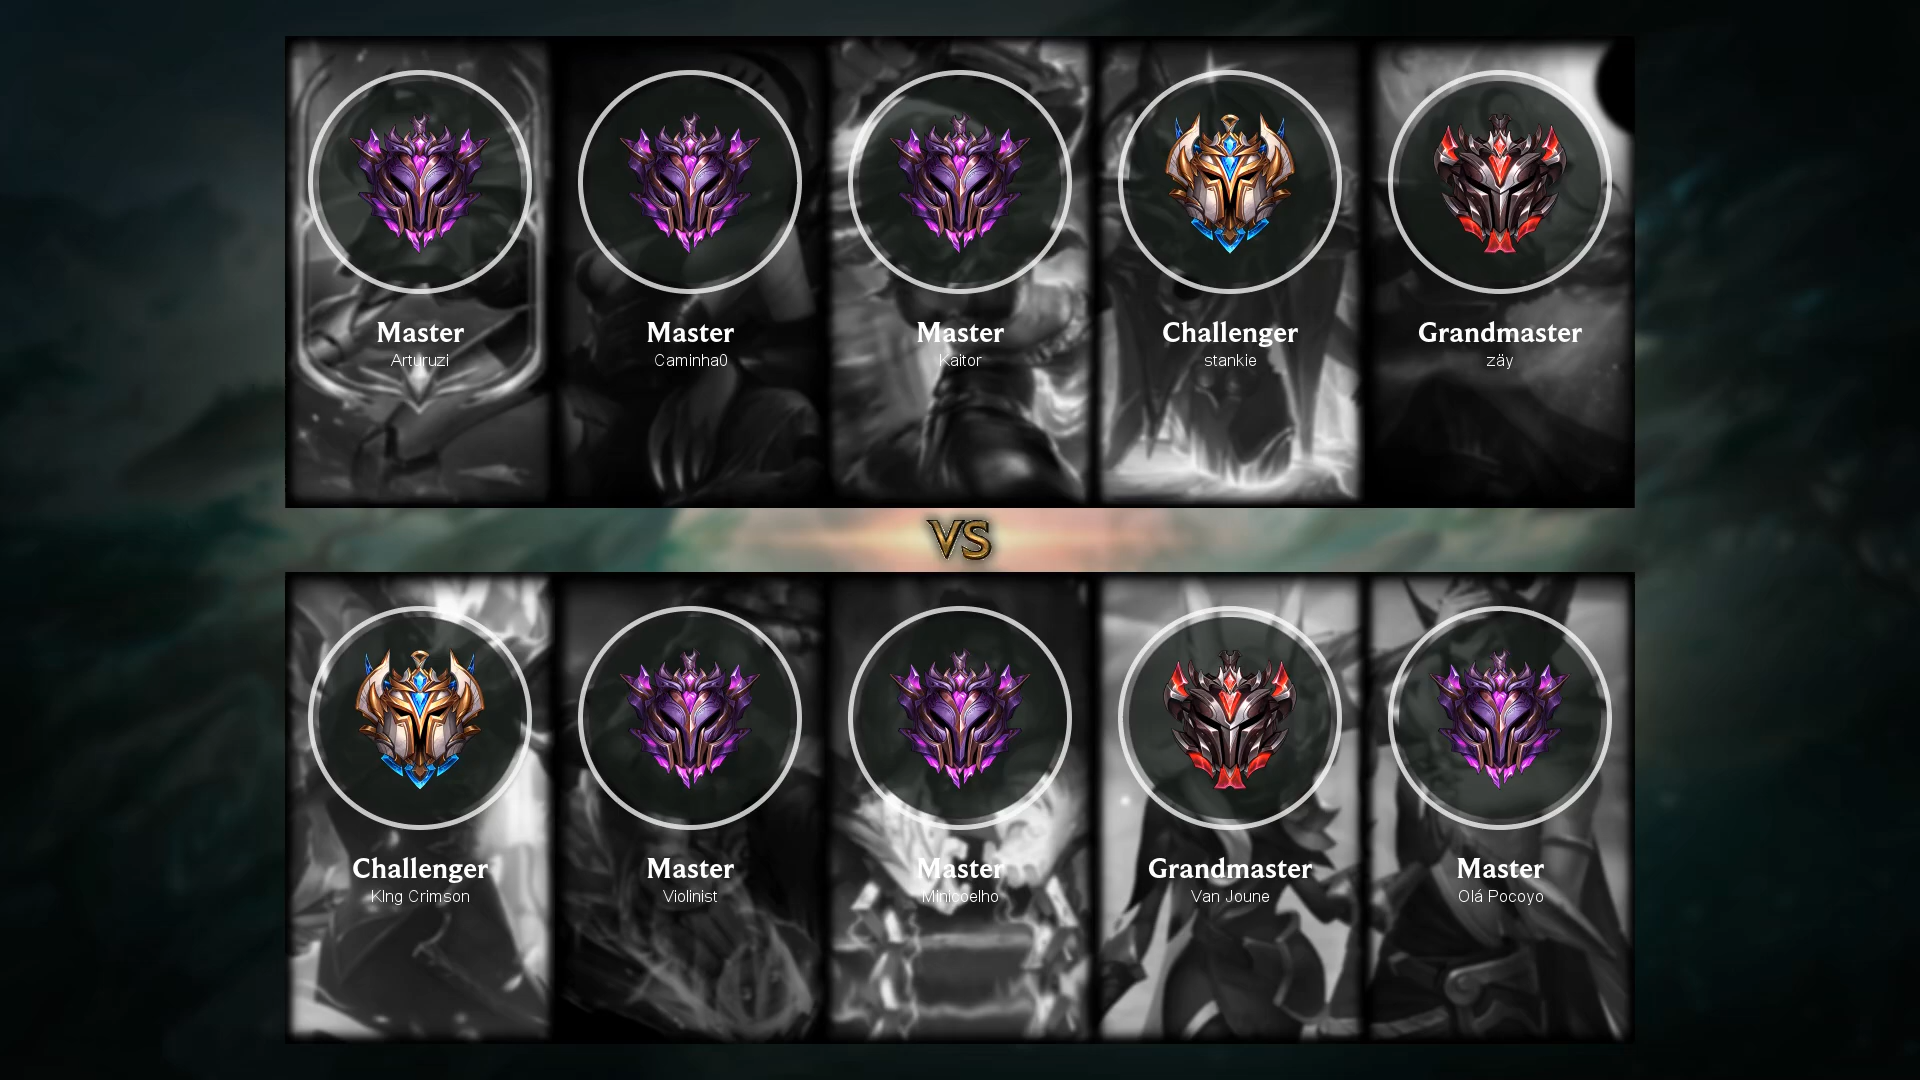 Master
Arturuzi
Master
Caminha0
Master
Kaitor
Challenger
stankie
Grandmaster
zäy
VS
Challenger
KIng Crimson
Master
Violinist
Master
Minicoelho
Grandmaster
Van Joune
Master
Olá Pocoyo